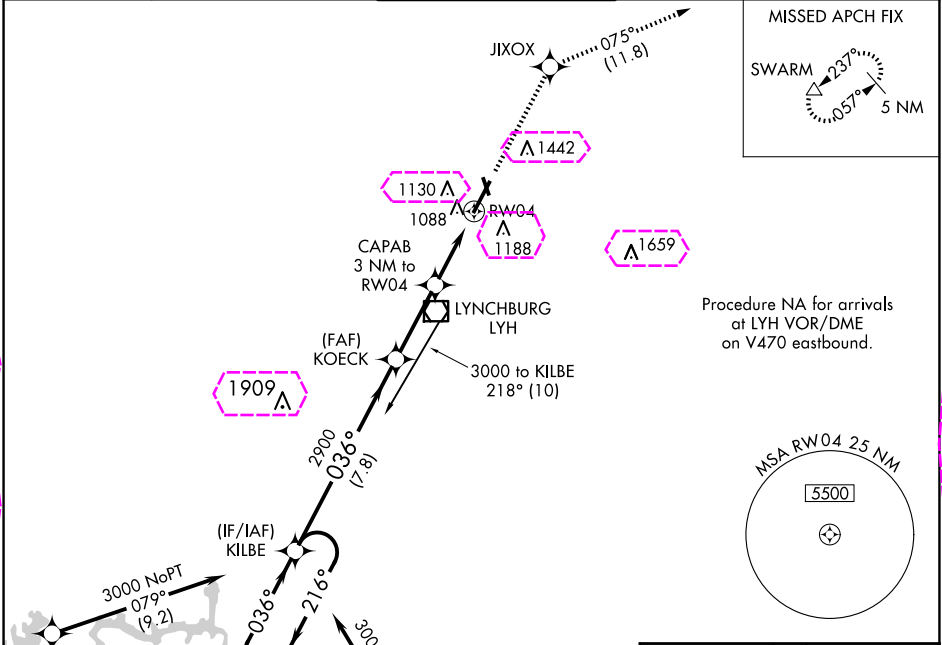 MISSED APCH FIX
SWARM
237°
057°
5 NM
JIXOX
075°
(11.8)
1442
1130
1088
RW04
1188
1659
CAPAB
3 NM to
RW04
LYNCHBURG
LYH
Procedure NA for arrivals
at LYH VOR/DME
on V470 eastbound.
(FAF)
KOECK
3000 to KILBE
218° (10)
1909
2900
036°
(7.8)
MSA RW04 25 NM
5500
(IF/IAF)
KILBE
3000 NoPT
079°
(9.2)
036°
216°